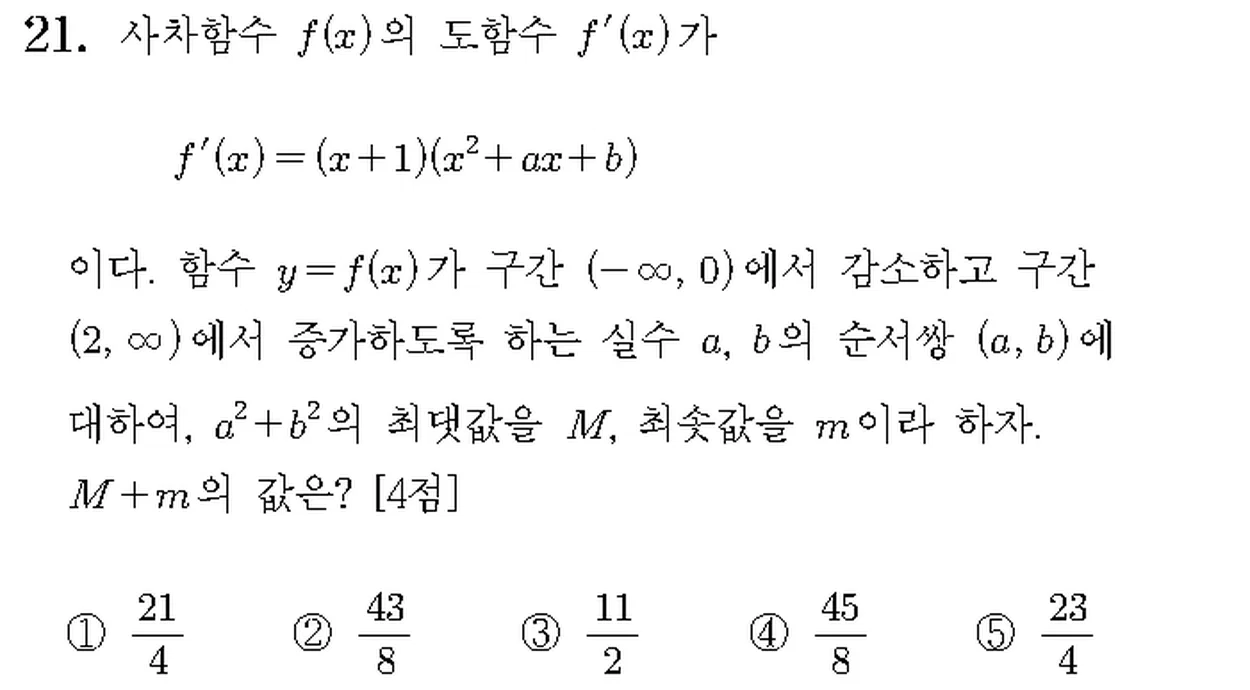 21. 사차함수 f(x)의 도함수 f′(x)가
f′(x)=(x+1)(x²+ax+b)
이다. 함수 y=f(x)가 구간 (−∞, 0)에서 감소하고 구간
(2, ∞)에서 증가하도록 하는 실수 a, b의 순서쌍 (a, b)에
대하여, a²+b²의 최댓값을 M, 최솟값을 m이라 하자.
M+m의 값은? [4점]
① 21/4 ② 43/8 ③ 11/2 ④ 45/8 ⑤ 23/4